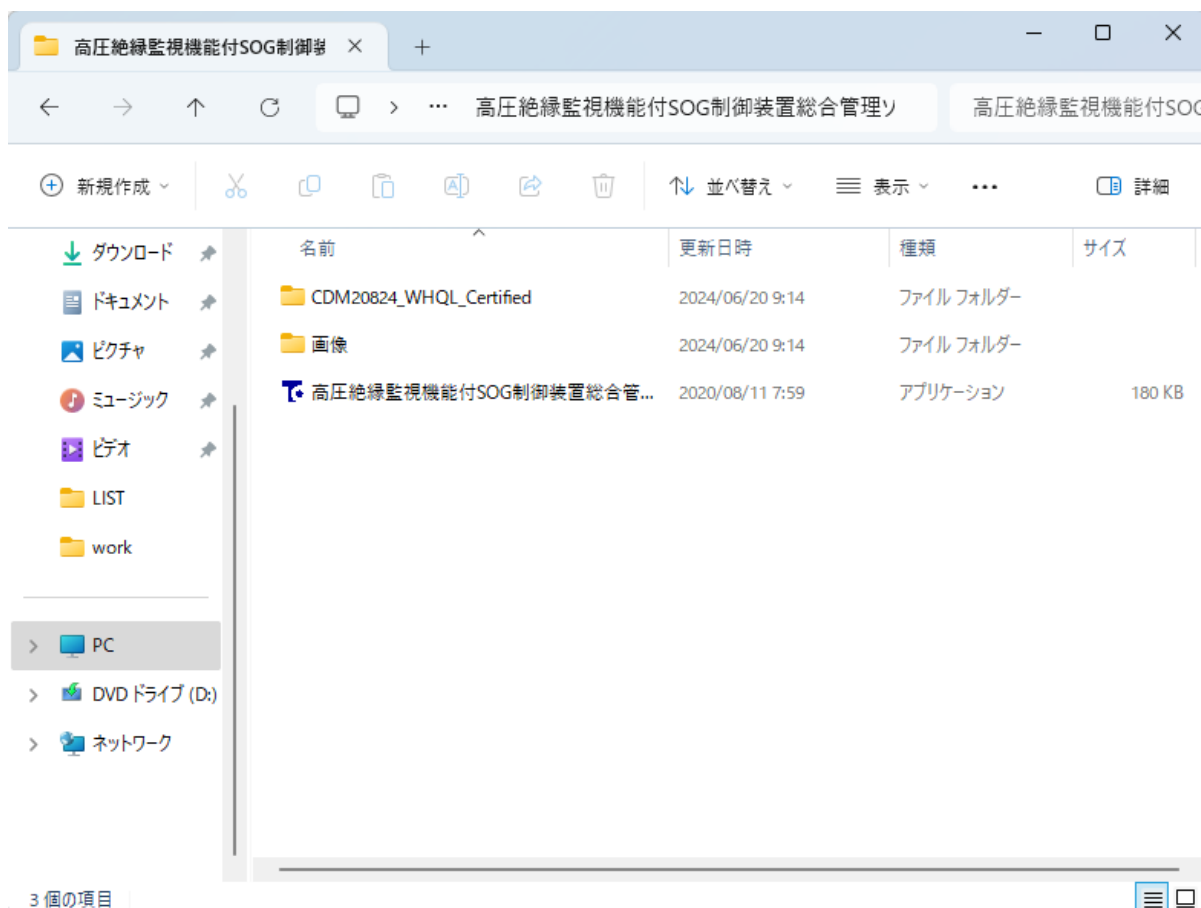 高圧絶縁監視機能付SOG制御装
高圧絶縁監視機能付SOG制御装置総合管理ソ
高圧絶縁監視機能付SOG
新規作成 並べ替え 表示 詳細
名前 更新日時 種類 サイズ
CDM20824_WHQL_Certified 2024/06/20 9:14 ファイル フォルダー
画像 2024/06/20 9:14 ファイル フォルダー
高圧絶縁監視機能付SOG制御装置総合管... 2020/08/11 7:59 アプリケーション 180 KB
ダウンロード
ドキュメント
ピクチャ
ミュージック
ビデオ
LIST
work
PC
DVD ドライブ (D:)
ネットワーク
3 個の項目